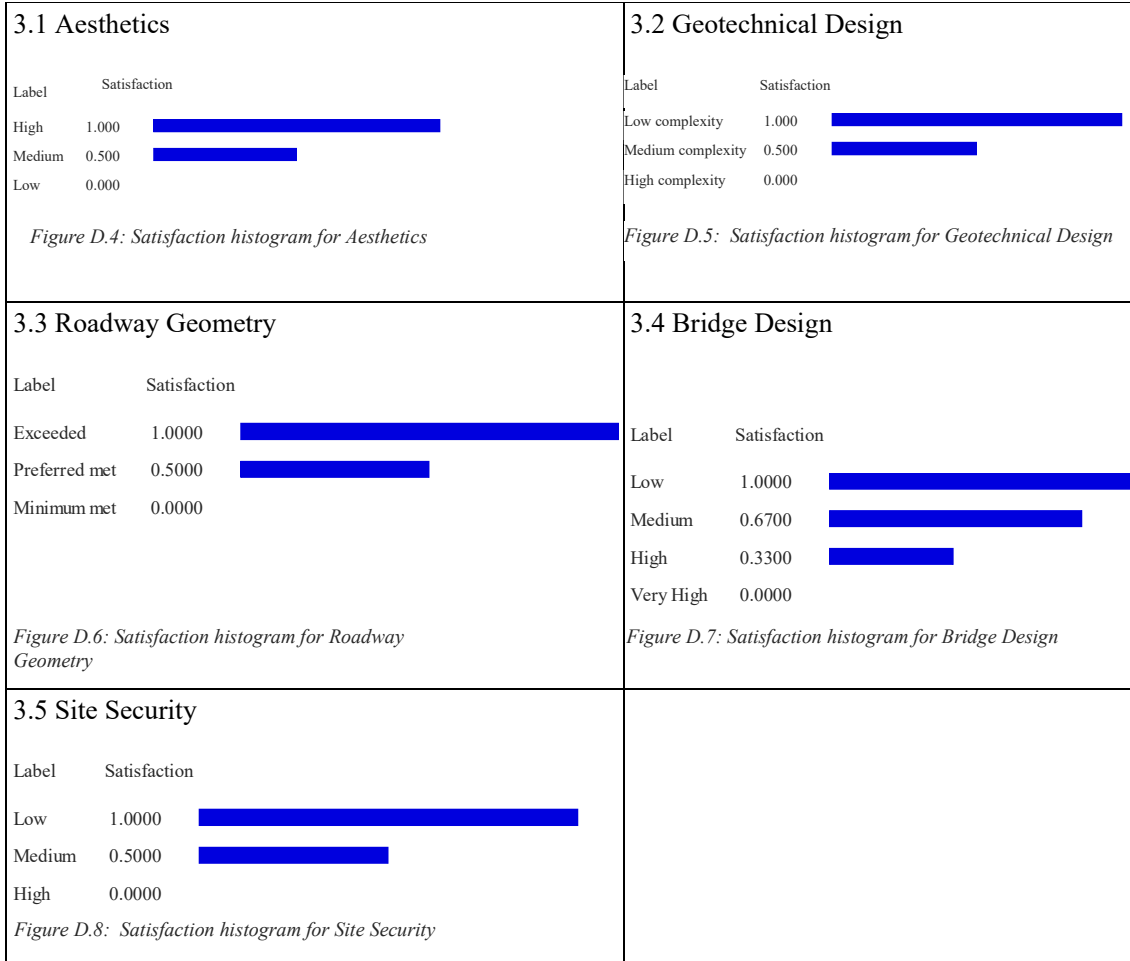 3.1 Aesthetics
Label Satisfaction
High 1.000
Medium 0.500
Low 0.000
Figure D.4: Satisfaction histogram for Aesthetics
3.2 Geotechnical Design
Label Satisfaction
Low complexity 1.000
Medium complexity 0.500
High complexity 0.000
Figure D.5: Satisfaction histogram for Geotechnical Design
3.3 Roadway Geometry
Label Satisfaction
Exceeded 1.0000
Preferred met 0.5000
Minimum met 0.0000
Figure D.6: Satisfaction histogram for Roadway
Geometry
3.4 Bridge Design
Label Satisfaction
Low 1.0000
Medium 0.6700
High 0.3300
Very High 0.0000
Figure D.7: Satisfaction histogram for Bridge Design
3.5 Site Security
Label Satisfaction
Low 1.0000
Medium 0.5000
High 0.0000
Figure D.8: Satisfaction histogram for Site Security